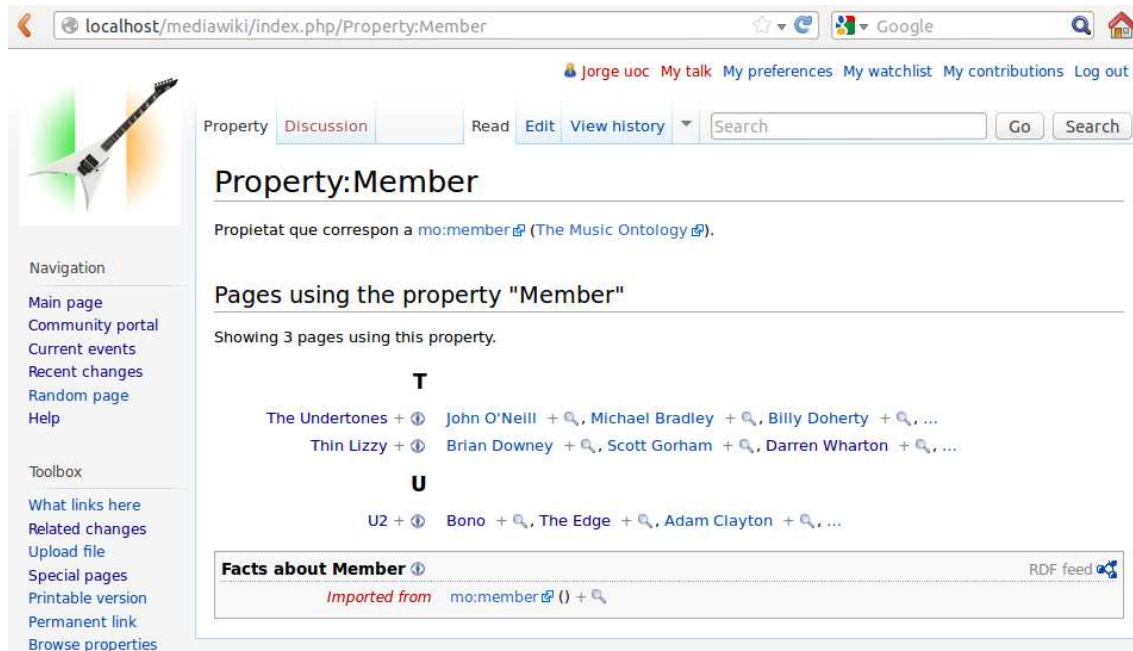 localhost/mediawiki/index.php/Property:Member Google
Jorge uoc My talk My preferences My watchlist My contributions Log out
Property Discussion Read Edit View history Search Go Search
Property:Member
Propietat que correspon a mo:member (The Music Ontology).
Navigation
Main page
Community portal
Current events
Recent changes
Random page
Help
Toolbox
What links here
Related changes
Upload file
Special pages
Printable version
Permanent link
Browse properties
Pages using the property "Member"
Showing 3 pages using this property.
T
The Undertones + John O'Neill +, Michael Bradley +, Billy Doherty +, ...
Thin Lizzy + Brian Downey +, Scott Gorham +, Darren Wharton +, ...
U
U2 + Bono +, The Edge +, Adam Clayton +, ...
Facts about Member RDF feed
Imported from mo:member () +